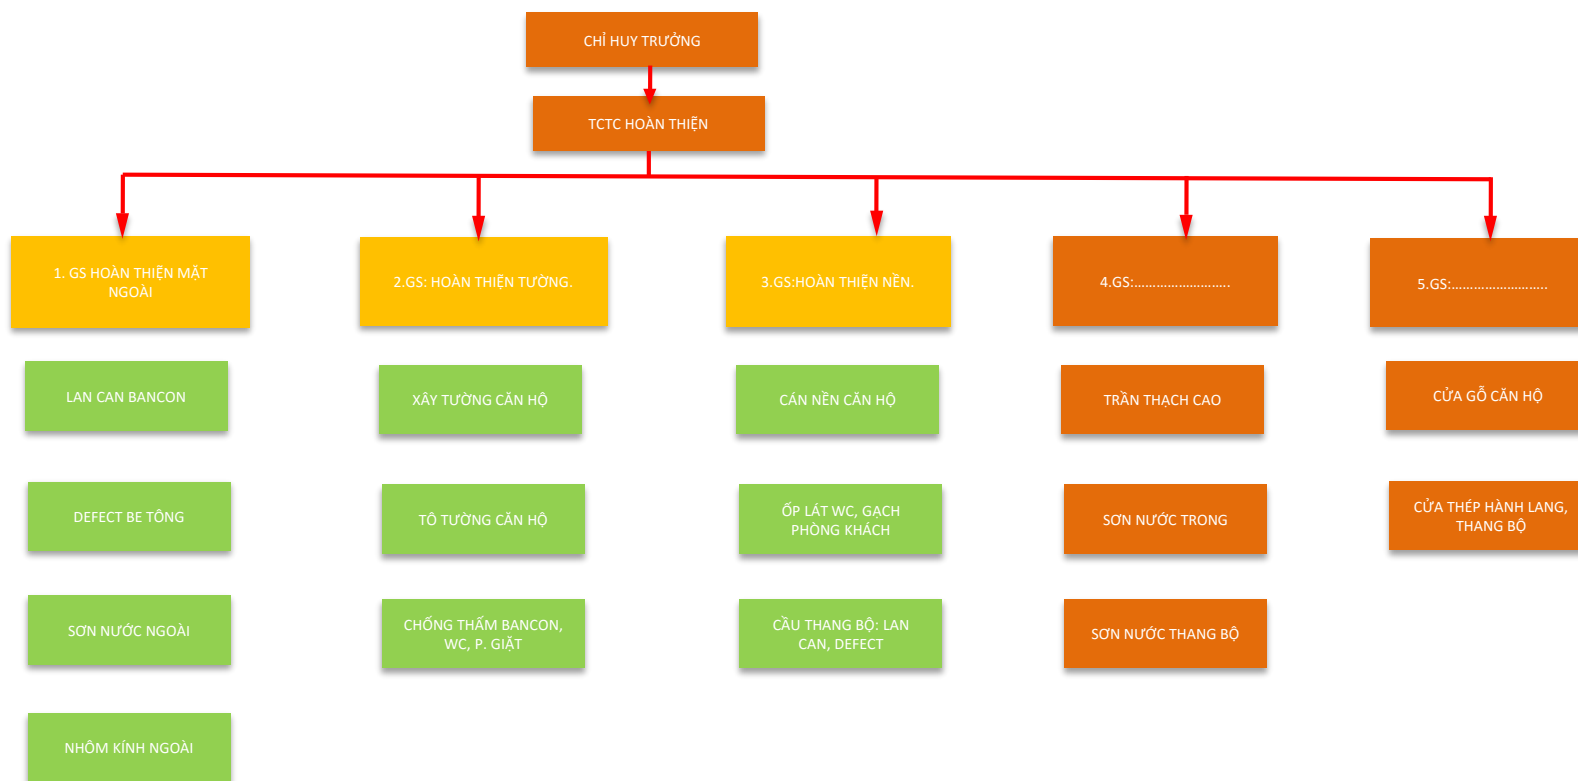 CHỈ HUY TRƯỞNG
TCTC HOÀN THIỆN
1. GS HOÀN THIỆN MẶT
NGOÀI
2.GS: HOÀN THIỆN TƯỜNG.
3.GS:HOÀN THIỆN NỀN.
4.GS:……………………..
5.GS:……………………..
LAN CAN BANCON
XÂY TƯỜNG CĂN HỘ
CÁN NỀN CĂN HỘ
TRẦN THẠCH CAO
CỬA GỖ CĂN HỘ
DEFECT BE TÔNG
TÔ TƯỜNG CĂN HỘ
ỐP LÁT WC, GẠCH
PHÒNG KHÁCH
SƠN NƯỚC TRONG
CỬA THÉP HÀNH LANG,
THANG BỘ
SƠN NƯỚC NGOÀI
CHỐNG THẤM BANCON,
WC, P. GIẶT
CẦU THANG BỘ: LAN
CAN, DEFECT
SƠN NƯỚC THANG BỘ
NHÔM KÍNH NGOÀI